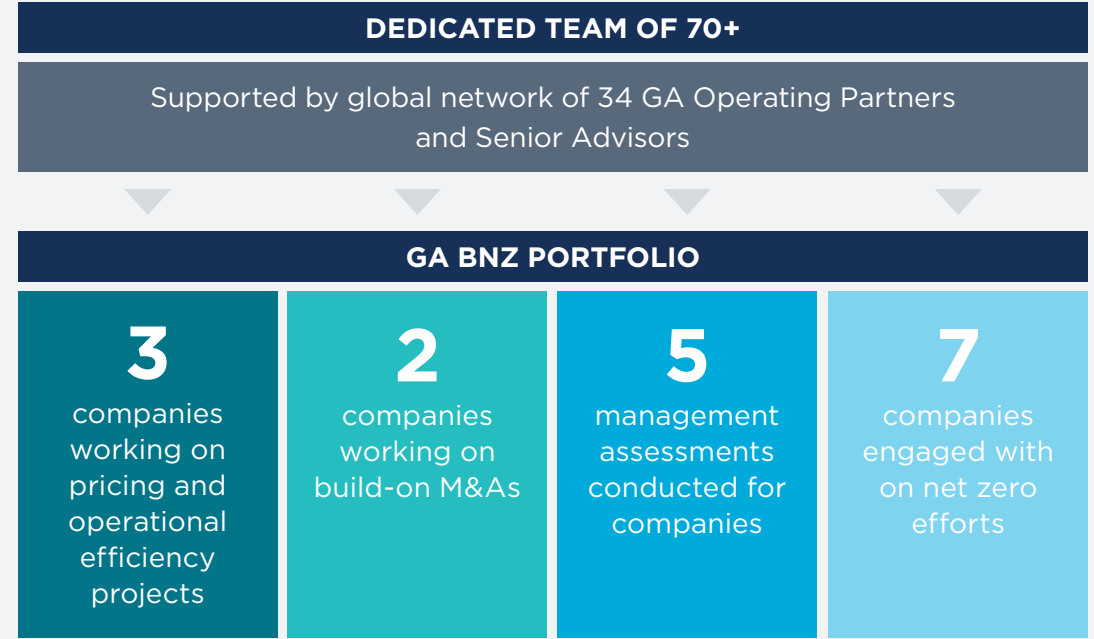 DEDICATED TEAM OF 70+
Supported by global network of 34 GA Operating Partners
and Senior Advisors
GA BNZ PORTFOLIO
3
companies
working on
pricing and
operational
efficiency
projects
2
companies
working on
build-on M&As
5
management
assessments
conducted for
companies
7
companies
engaged with
on net zero
efforts